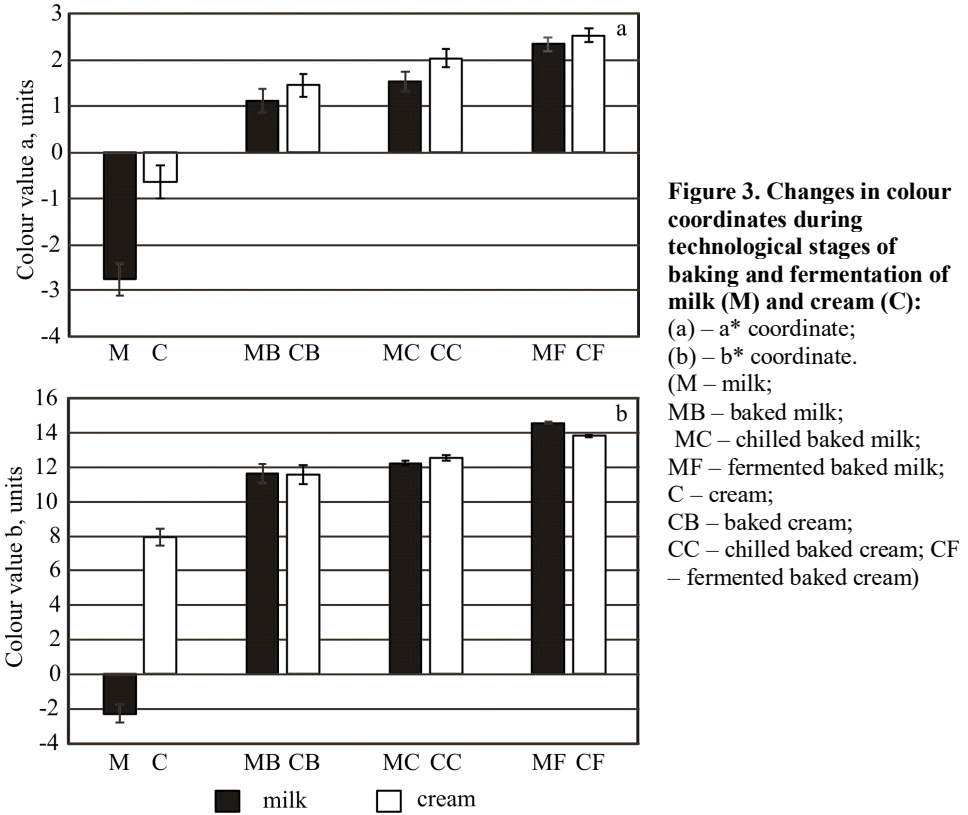 3
2
1
0
-1
-2
-3
-4
Colour value a, units
a
M C MB CB MC CC MF CF
16
14
12
10
8
6
4
2
0
-2
-4
Colour value b, units
b
M C MB CB MC CC MF CF
milk cream
Figure 3. Changes in colour
coordinates during
technological stages of
baking and fermentation of
milk (M) and cream (C):
(a) – a* coordinate;
(b) – b* coordinate.
(M – milk;
MB – baked milk;
MC – chilled baked milk;
MF – fermented baked milk;
C – cream;
CB – baked cream;
CC – chilled baked cream; CF
– fermented baked cream)